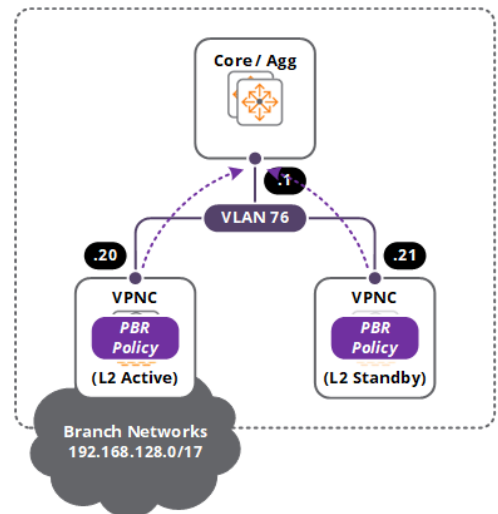 Core / Agg
.1
VLAN 76
.20
.21
VPNC
PBR
Policy
(L2 Active)
VPNC
PBR
Policy
(L2 Standby)
Branch Networks
192.168.128.0/17